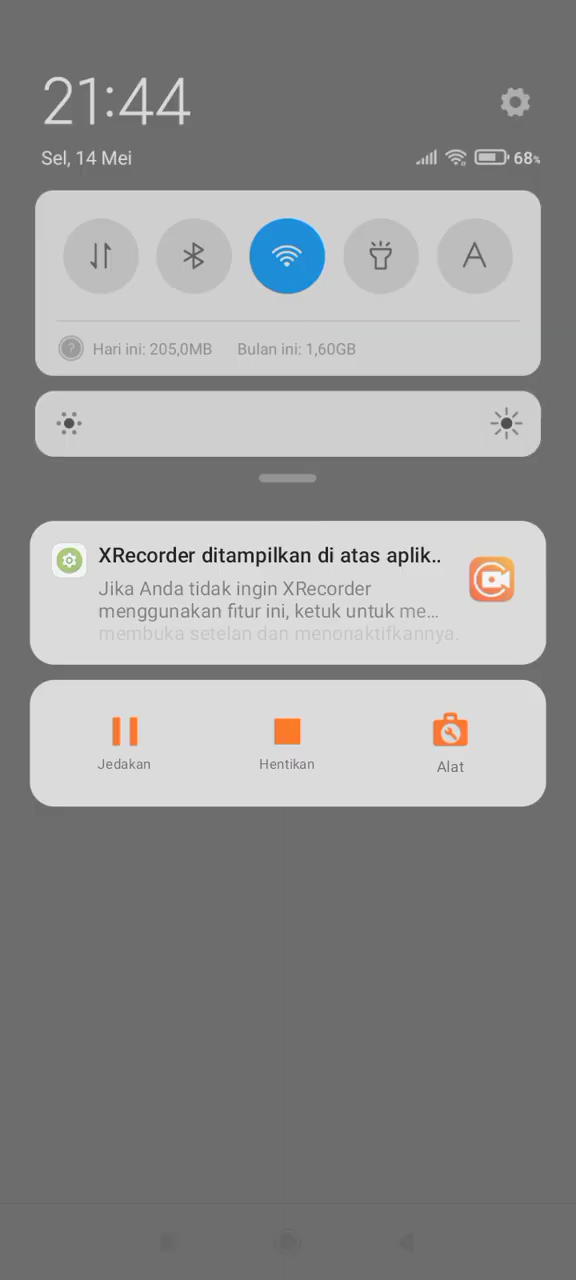 21:44
Sel, 14 Mei
68%
Hari ini: 205,0MB Bulan ini: 1,60GB
XRecorder ditampilkan di atas aplik..
Jika Anda tidak ingin XRecorder
menggunakan fitur ini, ketuk untuk me...
membuka setelan dan menonaktifkannya.
Jedakan Hentikan Alat